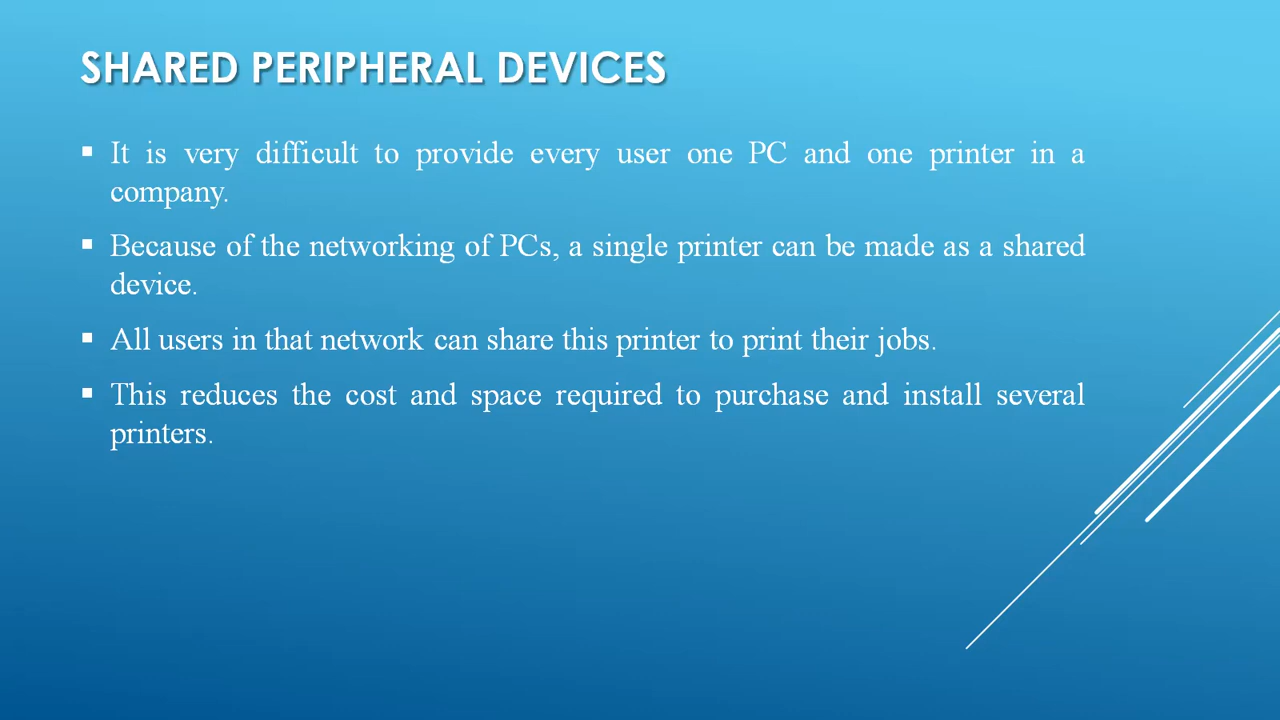 SHARED PERIPHERAL DEVICES
▪ It is very difficult to provide every user one PC and one printer in a
company.
▪ Because of the networking of PCs, a single printer can be made as a shared
device.
▪ All users in that network can share this printer to print their jobs.
▪ This reduces the cost and space required to purchase and install several
printers.